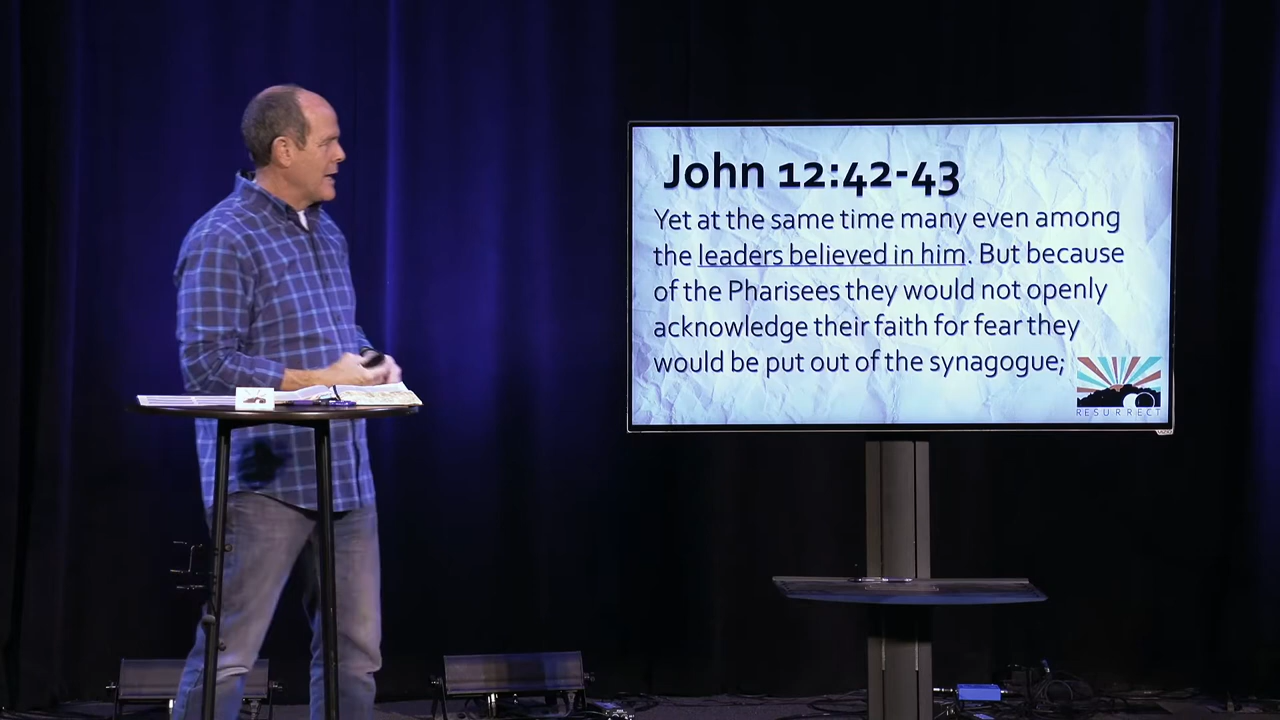 John 12:42-43
Yet at the same time many even among
the leaders believed in him. But because
of the Pharisees they would not openly
acknowledge their faith for fear they
would be put out of the synagogue;
RESURRECT